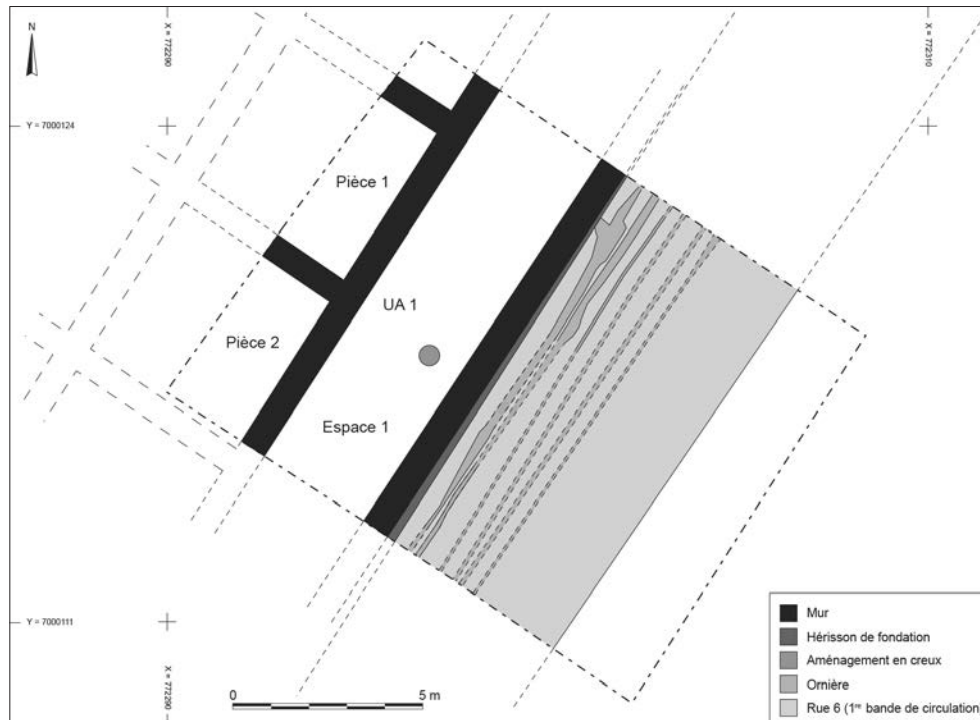 N
X = 772290
X = 772310
Y = 7000124
Pièce 1
UA 1
Pièce 2
Espace 1
Y = 7000111
X = 772290
0 5 m
Mur
Hérisson de fondation
Aménagement en creux
Ornière
Rue 6 (1re bande de circulation